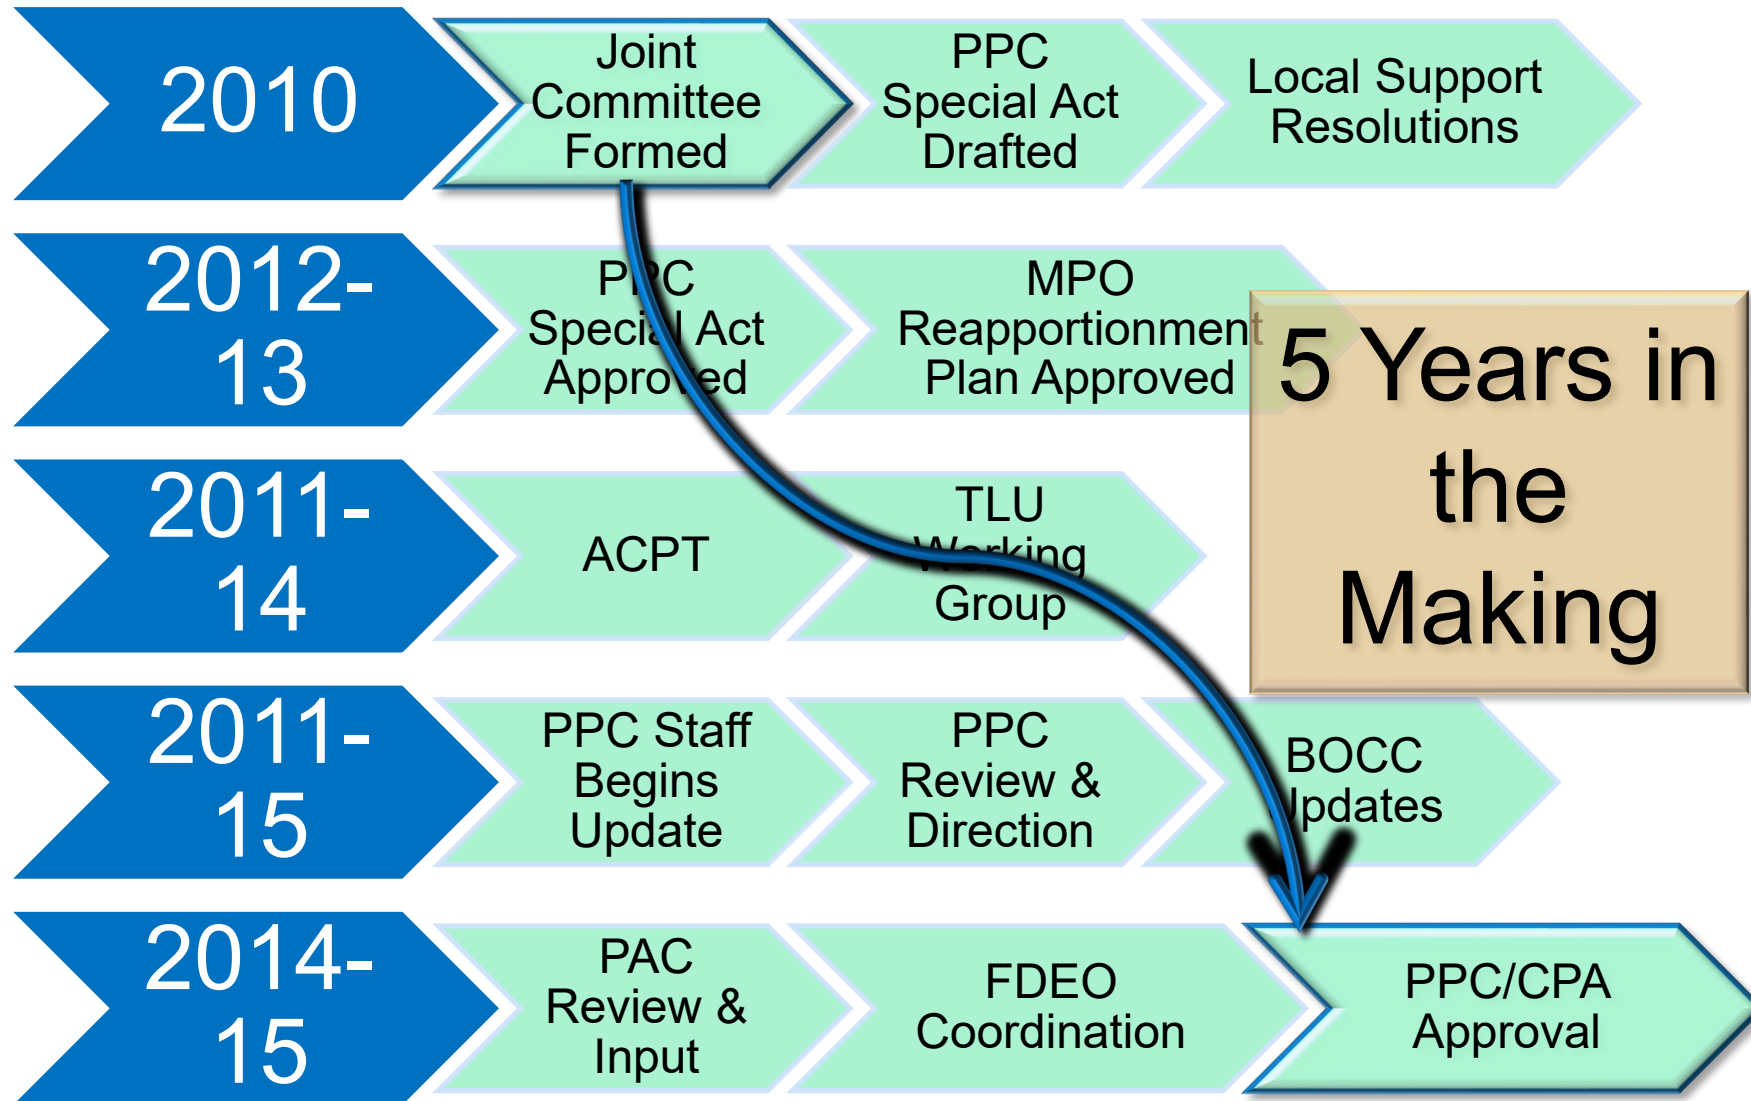 2010
Joint
Committee
Formed
PPC
Special Act
Drafted
Local Support
Resolutions
2012-
13
PPC
Special Act
Approved
MPO
Reapportionment
Plan Approved
5 Years in
the
Making
2011-
14
ACPT
TLU
Working
Group
2011-
15
PPC Staff
Begins
Update
PPC
Review &
Direction
BOCC
Updates
2014-
15
PAC
Review &
Input
FDEO
Coordination
PPC/CPA
Approval